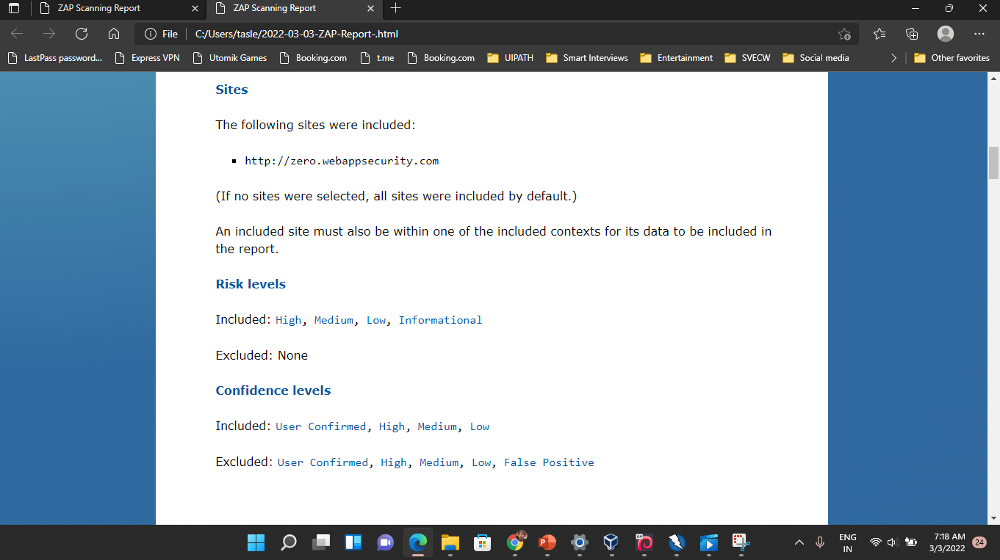 ZAP Scanning Report
ZAP Scanning Report
File
C:/Users/tasle/2022-03-03-ZAP-Report-.html
LastPass password...
Express VPN
Utomik Games
Booking.com
t.me
Booking.com
UIPATH
Smart Interviews
Entertainment
SVECW
Social media
Other favorites
Sites
The following sites were included:
http://zero.webappsecurity.com
(If no sites were selected, all sites were included by default.)
An included site must also be within one of the included contexts for its data to be included in
the report.
Risk levels
Included: High, Medium, Low, Informational
Excluded: None
Confidence levels
Included: User Confirmed, High, Medium, Low
Excluded: User Confirmed, High, Medium, Low, False Positive
ENG
IN
7:18 AM
3/3/2022
24